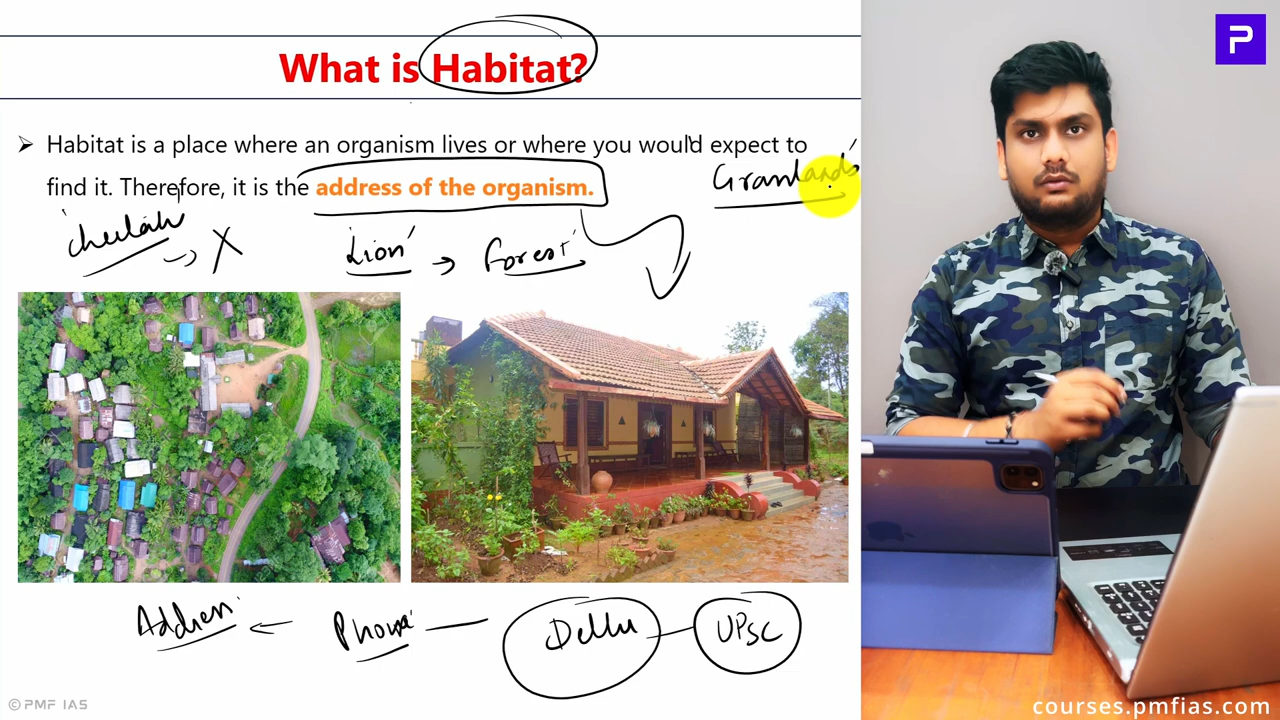 What is Habitat?
P
➢ Habitat is a place where an organism lives or where you would expect to
find it. Therefore, it is the address of the organism.
Lion → Forest
Address ← Phone — Delhi — UPSC
© PMF IAS
courses.pmfias.com